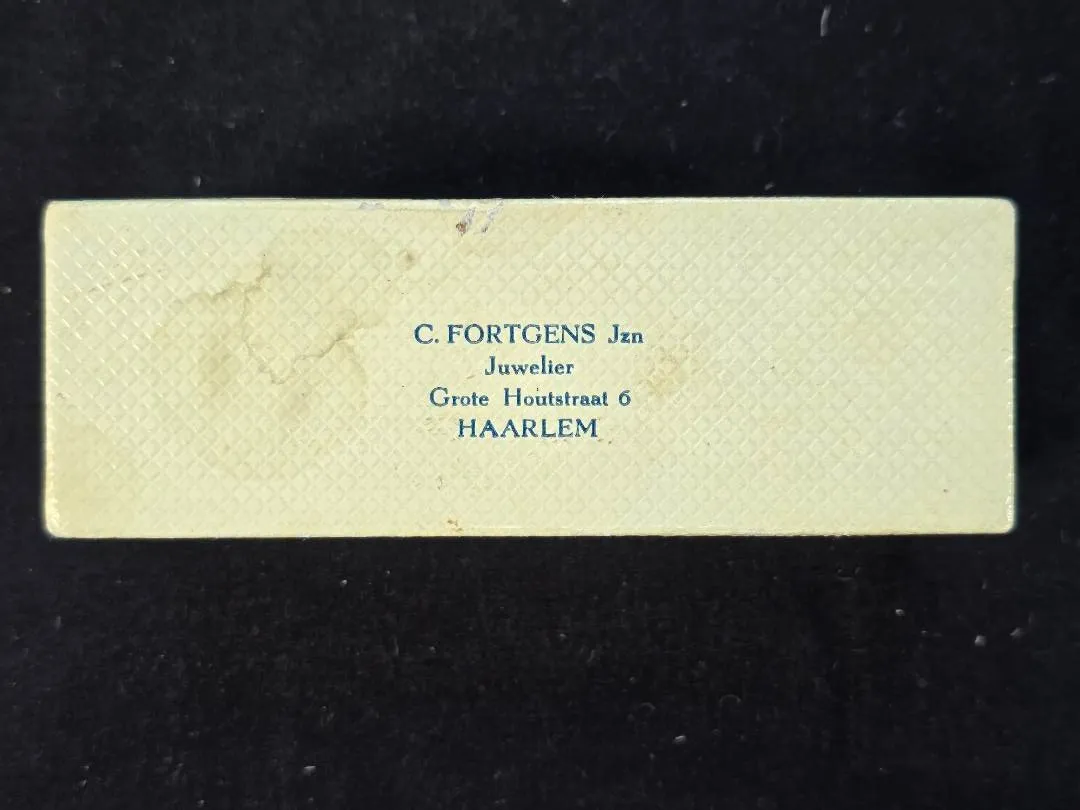 C. FORTGENS Jzn
Juwelier
Grote Houtstraat 6
HAARLEM